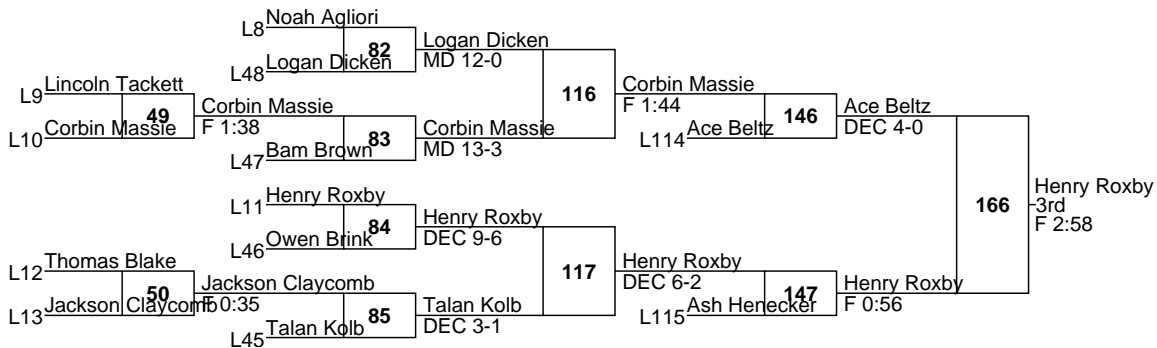 L8 Noah Agliori
82
L48 Logan Dicken
Logan Dicken
MD 12-0
L9 Lincoln Tackett
49
L10 Corbin Massie
Corbin Massie
F 1:38
83
L47 Bam Brown
Corbin Massie
MD 13-3
116
Corbin Massie
F 1:44
146
L114 Ace Beltz
Ace Beltz
DEC 4-0
L11 Henry Roxby
84
L46 Owen Brink
Henry Roxby
DEC 9-6
L12 Thomas Blake
50
L13 Jackson Claycomb
Jackson Claycomb
F 0:35
85
L45 Talan Kolb
Talan Kolb
DEC 3-1
117
Henry Roxby
DEC 6-2
147
L115 Ash Henecker
Henry Roxby
F 0:56
166
Henry Roxby
3rd
F 2:58